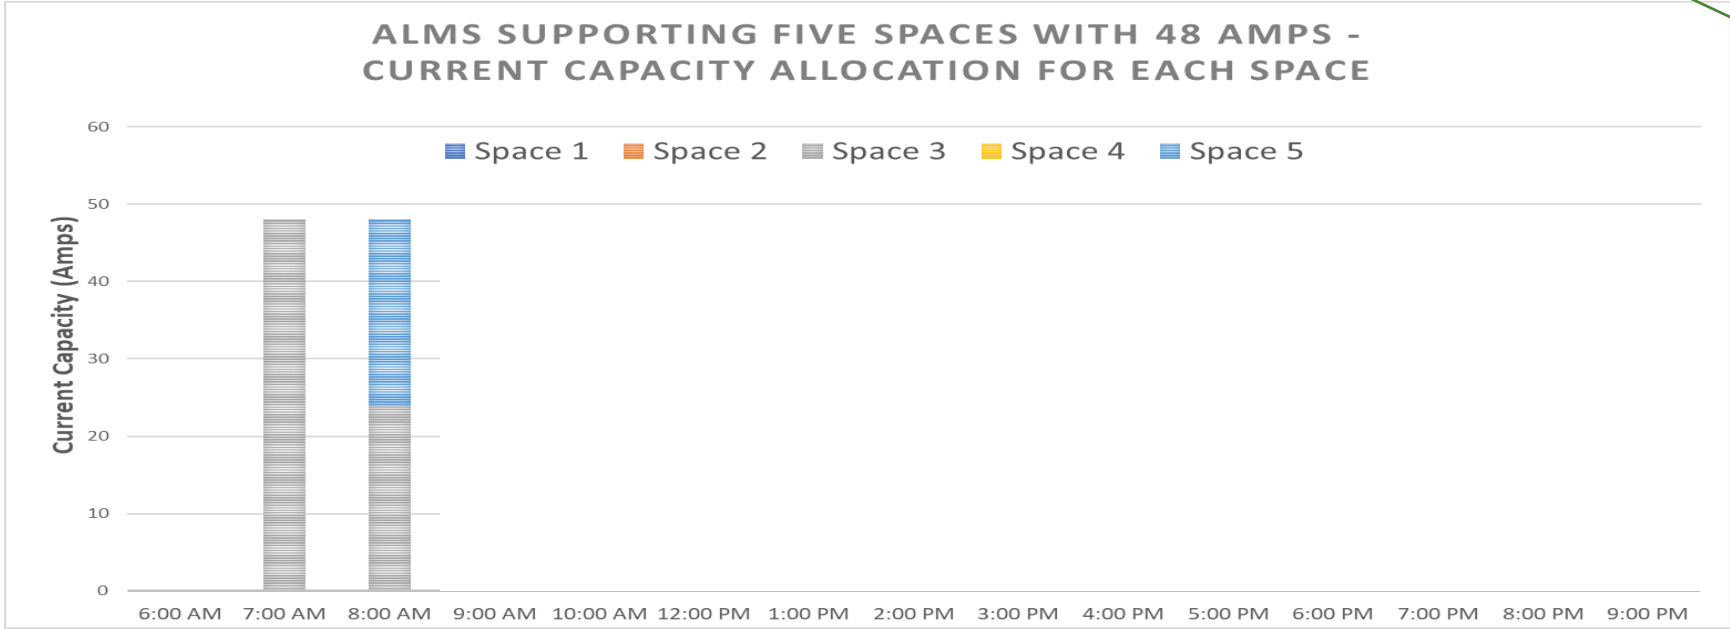 ALMS SUPPORTING FIVE SPACES WITH 48 AMPS -
CURRENT CAPACITY ALLOCATION FOR EACH SPACE
Current Capacity (Amps)
60
Space 1 Space 2 Space 3 Space 4 Space 5
50
40
30
20
10
0
6:00 AM 7:00 AM 8:00 AM 9:00 AM 10:00 AM 12:00 PM 1:00 PM 2:00 PM 3:00 PM 4:00 PM 5:00 PM 6:00 PM 7:00 PM 8:00 PM 9:00 PM